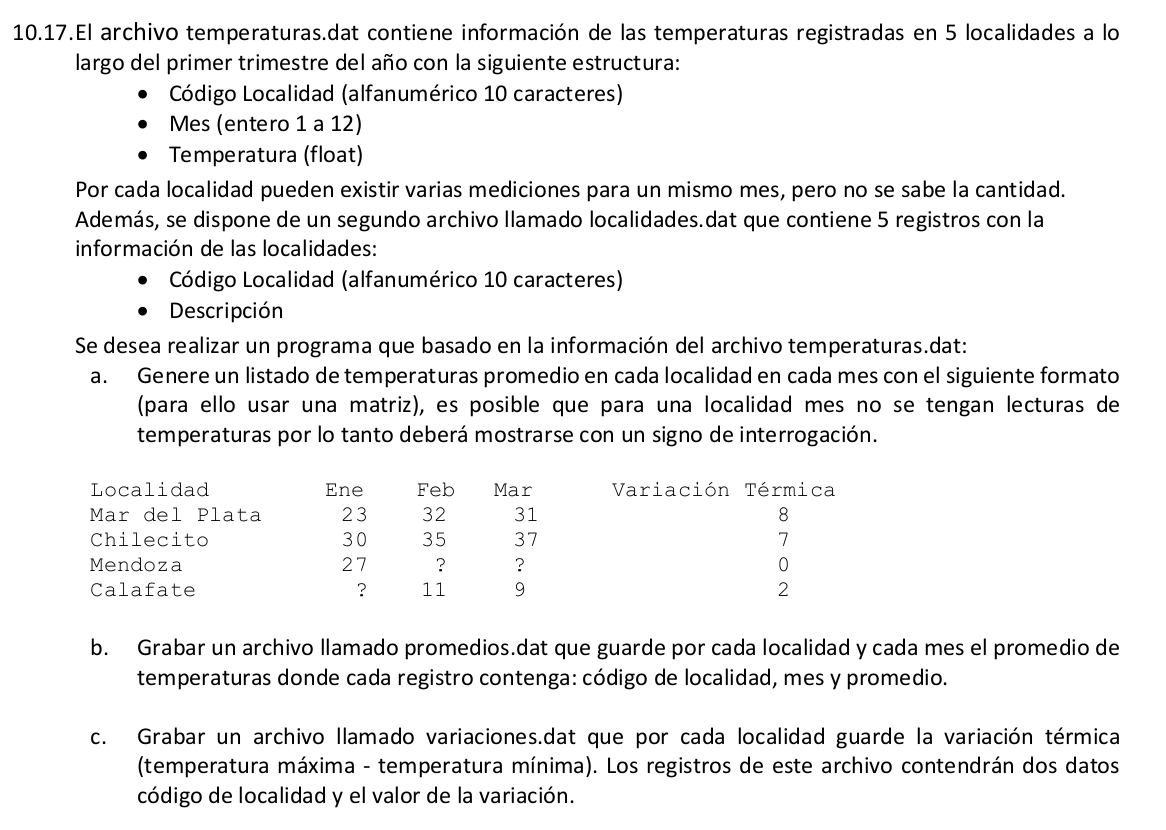 10.17.El archivo temperaturas.dat contiene información de las temperaturas registradas en 5 localidades a lo
largo del primer trimestre del año con la siguiente estructura:
• Código Localidad (alfanumérico 10 caracteres)
• Mes (entero 1 a 12)
• Temperatura (float)
Por cada localidad pueden existir varias mediciones para un mismo mes, pero no se sabe la cantidad.
Además, se dispone de un segundo archivo llamado localidades.dat que contiene 5 registros con la
información de las localidades:
• Código Localidad (alfanumérico 10 caracteres)
• Descripción
Se desea realizar un programa que basado en la información del archivo temperaturas.dat:
a. Genere un listado de temperaturas promedio en cada localidad en cada mes con el siguiente formato
(para ello usar una matriz), es posible que para una localidad mes no se tengan lecturas de
temperaturas por lo tanto deberá mostrarse con un signo de interrogación.
Localidad Ene Feb Mar Variación Térmica
Mar del Plata 23 32 31 8
Chilecito 30 35 37 7
Mendoza 27 ? ? 0
Calafate ? 11 9 2
b. Grabar un archivo llamado promedios.dat que guarde por cada localidad y cada mes el promedio de
temperaturas donde cada registro contenga: código de localidad, mes y promedio.
c. Grabar un archivo llamado variaciones.dat que por cada localidad guarde la variación térmica
(temperatura máxima - temperatura mínima). Los registros de este archivo contendrán dos datos
código de localidad y el valor de la variación.